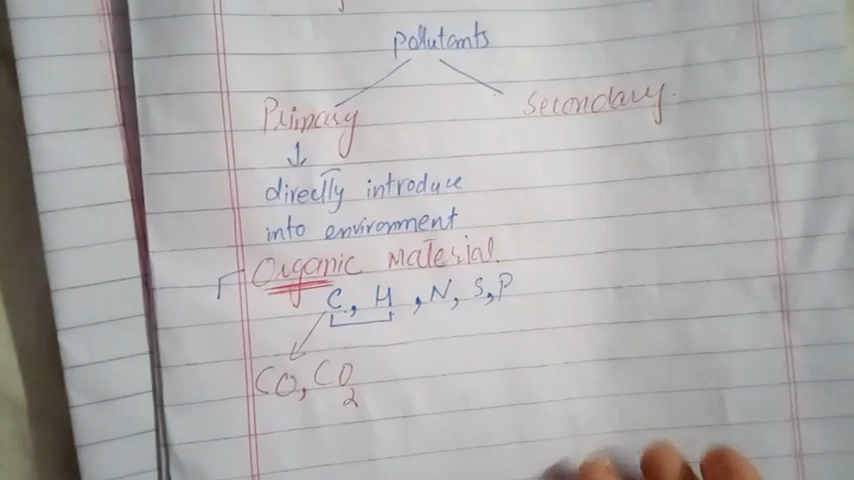 Pollutants
Primary Secondary.
↓
directly introduce
into environment
Organic material.
C, H, N, S, P
CO, CO2